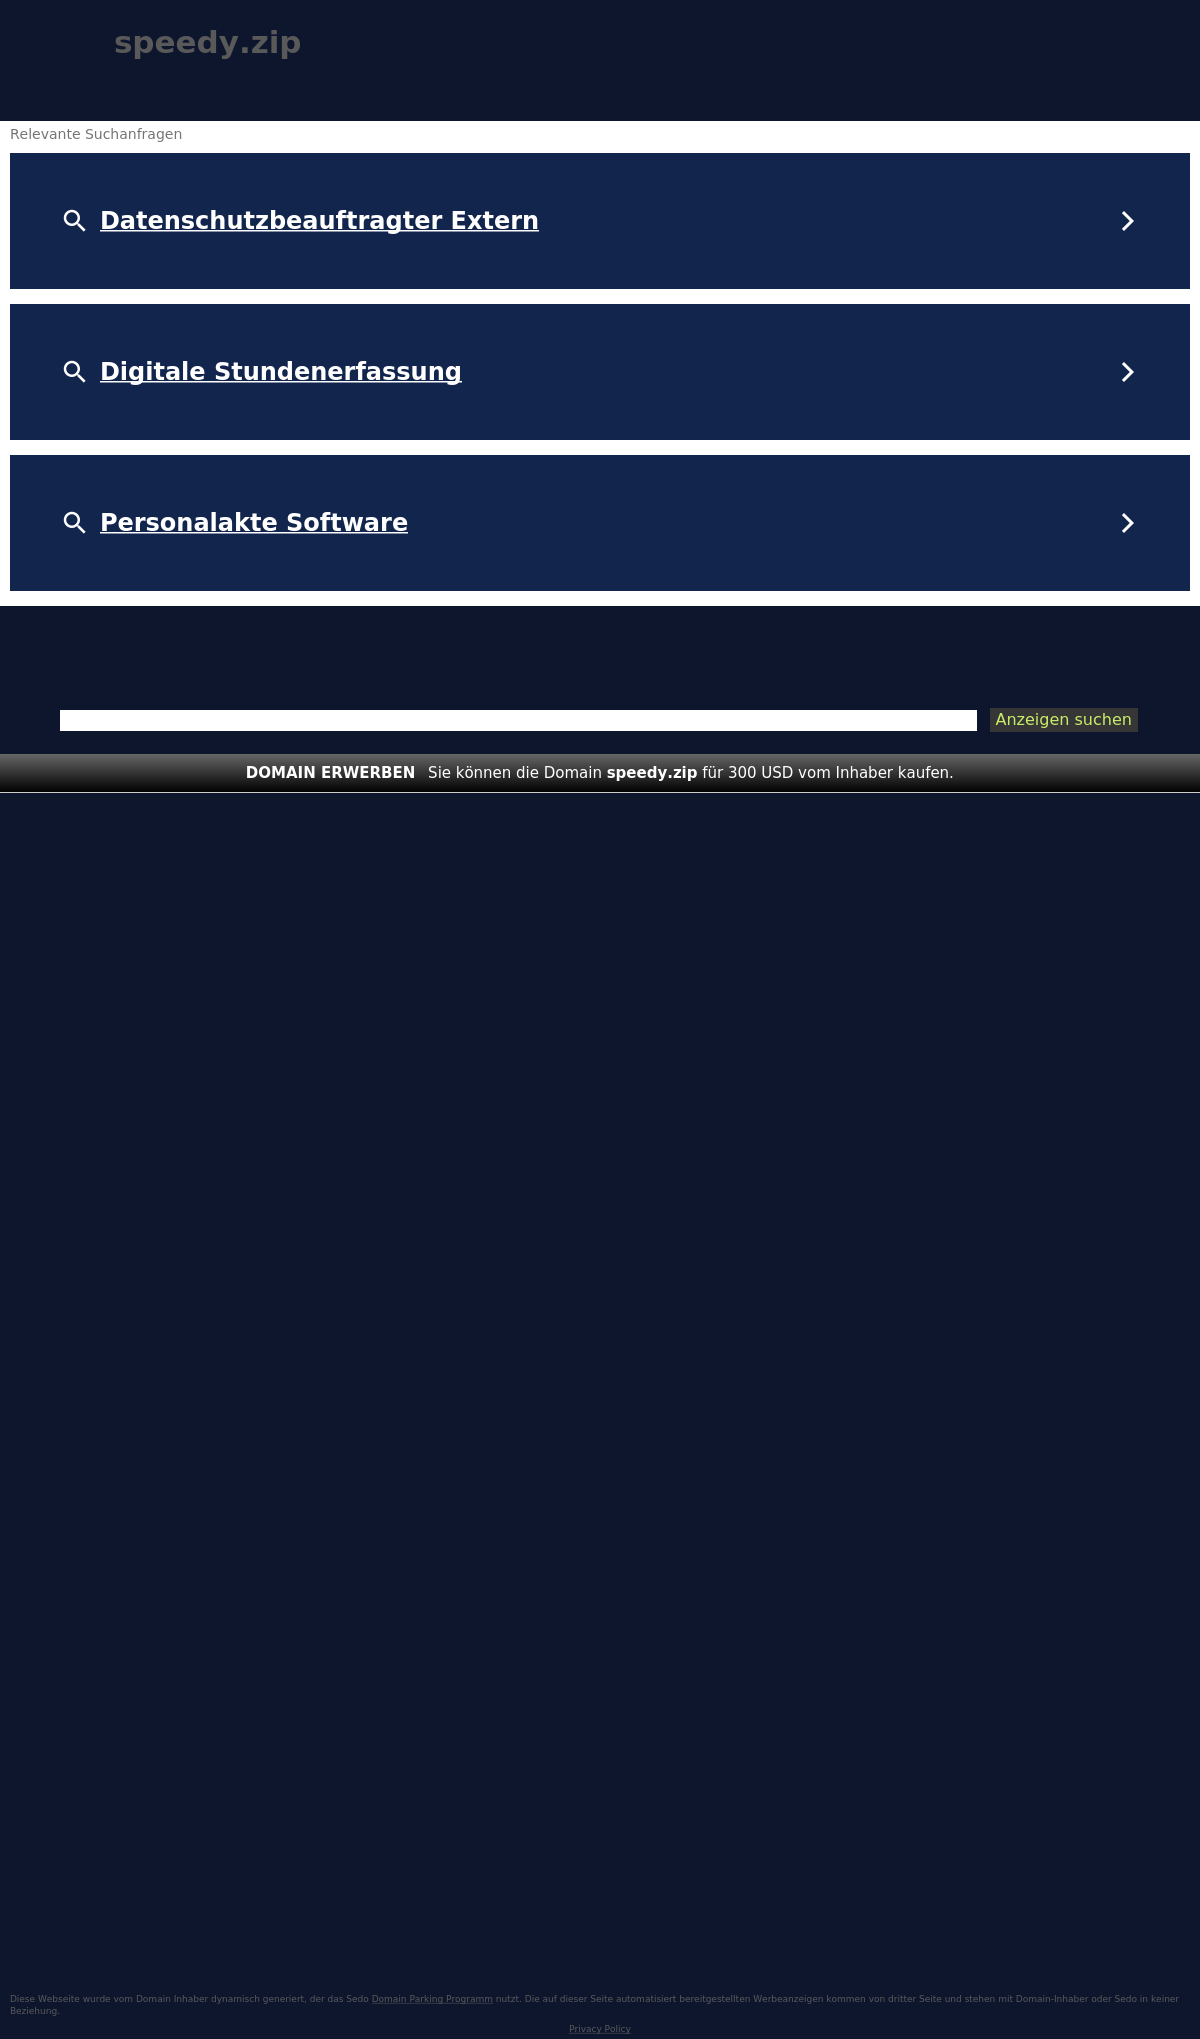 speedy.zip
Relevante Suchanfragen
Datenschutzbeauftragter Extern
Digitale Stundenerfassung
Personalakte Software
Anzeigen suchen
DOMAIN ERWERBEN Sie können die Domain speedy.zip für 300 USD vom Inhaber kaufen.
Diese Webseite wurde vom Domain Inhaber dynamisch generiert, der das Sedo Domain Parking Programm nutzt. Die auf dieser Seite automatisiert bereitgestellten Werbeanzeigen kommen von dritter Seite und stehen mit Domain-Inhaber oder Sedo in keiner
Beziehung.
Privacy Policy